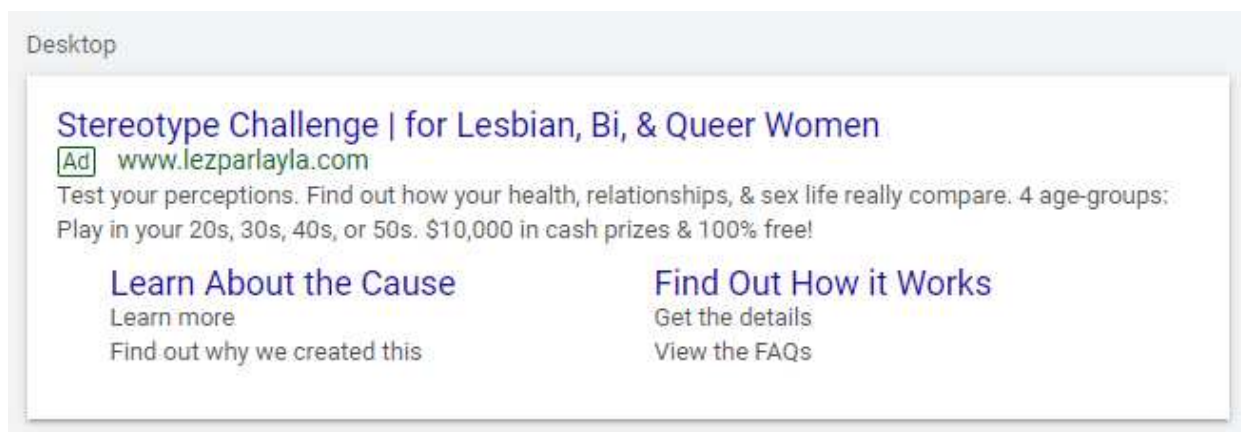 Desktop
Stereotype Challenge | for Lesbian, Bi, & Queer Women
Ad www.lezparlayla.com
Test your perceptions. Find out how your health, relationships, & sex life really compare. 4 age-groups:
Play in your 20s, 30s, 40s, or 50s. $10,000 in cash prizes & 100% free!
Learn About the Cause
Learn more
Find out why we created this
Find Out How it Works
Get the details
View the FAQs